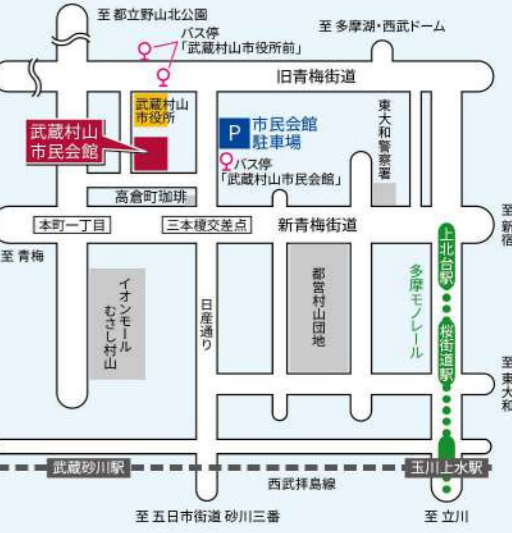 至 都立野山北公園
バス停
「武蔵村山市役所前」
至 多摩湖・西武ドーム
旧青梅街道
武蔵村山
市役所
武蔵村山
市民会館
P
市民会館
駐車場
バス停
「武蔵村山市民会館」
東大和警察署
高倉町珈琲
本町一丁目
三本榎交差点
新青梅街道
至 新宿
至 青梅
上北台駅
イオンモール
むさし村山
日産通り
都営村山団地
多摩モノレール
桜街道駅
至 東大和
武蔵砂川駅
玉川上水駅
西武拝島線
至 五日市街道 砂川三番
至 立川